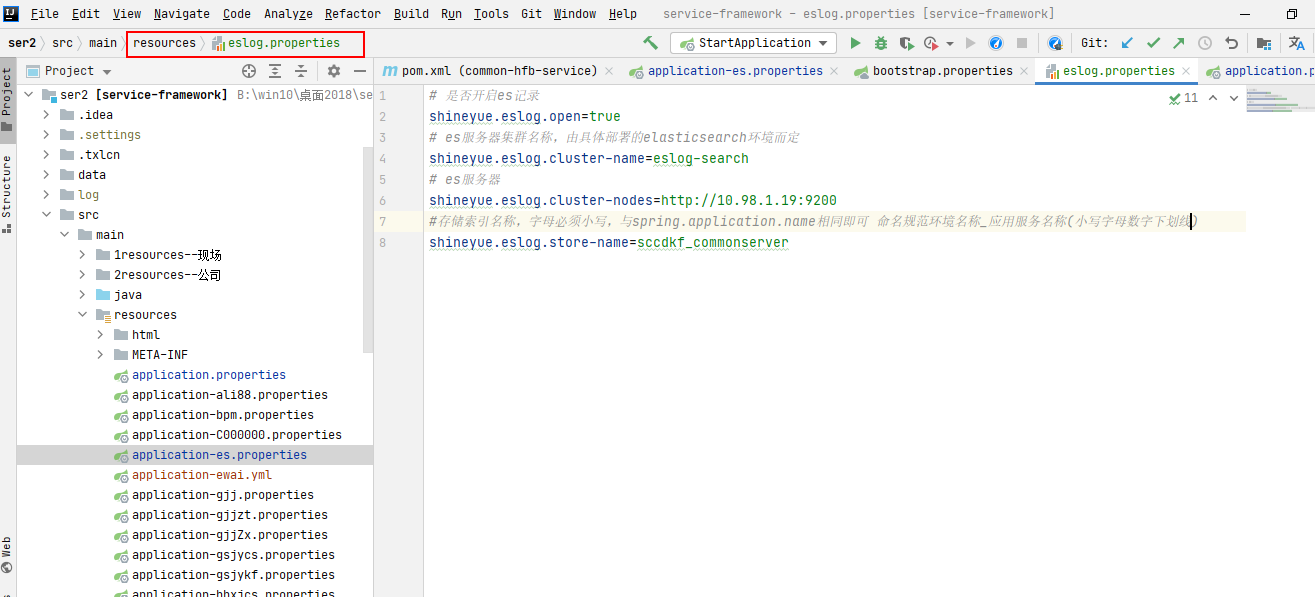 File Edit View Navigate Code Analyze Refactor Build Run Tools Git Window Help service-framework - eslog.properties [service-framework]
ser2 src main resources eslog.properties StartApplication Git:
Project pom.xml (common-hfb-service) application-es.properties bootstrap.properties eslog.properties application.p
Project
Structure
Web
ser2 [service-framework] B:\win10\桌面2018\se
.idea
.settings
.txlcn
data
log
src
main
1resources--现场
2resources--公司
java
resources
html
META-INF
application.properties
application-ali88.properties
application-bpm.properties
application-C000000.properties
application-es.properties
application-ewai.yml
application-gjj.properties
application-gjjzt.properties
application-gjjZx.properties
application-gsjycs.properties
application-gsjykf.properties
application-hbxjcs.properties
11
1 # 是否开启es记录
2 shineyue.eslog.open=true
3 # es服务器集群名称，由具体部署的elasticsearch环境而定
4 shineyue.eslog.cluster-name=eslog-search
5 # es服务器
6 shineyue.eslog.cluster-nodes=http://10.98.1.19:9200
7 #存储索引名称，字母必须小写，与spring.application.name相同即可 命名规范环境名称_应用服务名称(小写字母数字下划线)
8 shineyue.eslog.store-name=sccdkf_commonserver